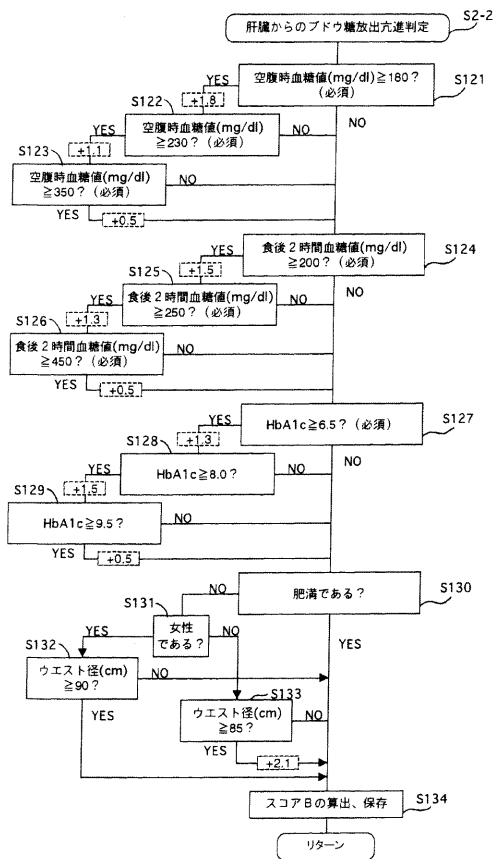 S2-2
肝臓からのブドウ糖放出亢進判定
YES
空腹時血糖値(mg/dl)≧180？
（必須）
S121
+1.8
NO
S122
YES
空腹時血糖値(mg/dl)
≧230？（必須）
NO
+1.1
S123
空腹時血糖値(mg/dl)
≧350？（必須）
NO
YES
+0.5
YES
食後２時間血糖値(mg/dl)
≧200？（必須）
S124
+1.5
NO
S125
YES
食後２時間血糖値(mg/dl)
≧250？（必須）
NO
+1.3
S126
食後２時間血糖値(mg/dl)
≧450？（必須）
NO
YES
+0.5
YES
HbA1c≧6.5？（必須）
S127
+1.3
NO
S128
YES
HbA1c≧8.0？
NO
+1.5
S129
HbA1c≧9.5？
NO
YES
+0.5
NO
肥満である？
S130
YES
S131
女性
である？
YES
NO
S132
ウエスト径(cm)
≧90？
NO
YES
S133
ウエスト径(cm)
≧85？
NO
YES
+2.1
スコアＢの算出、保存
S134
リターン